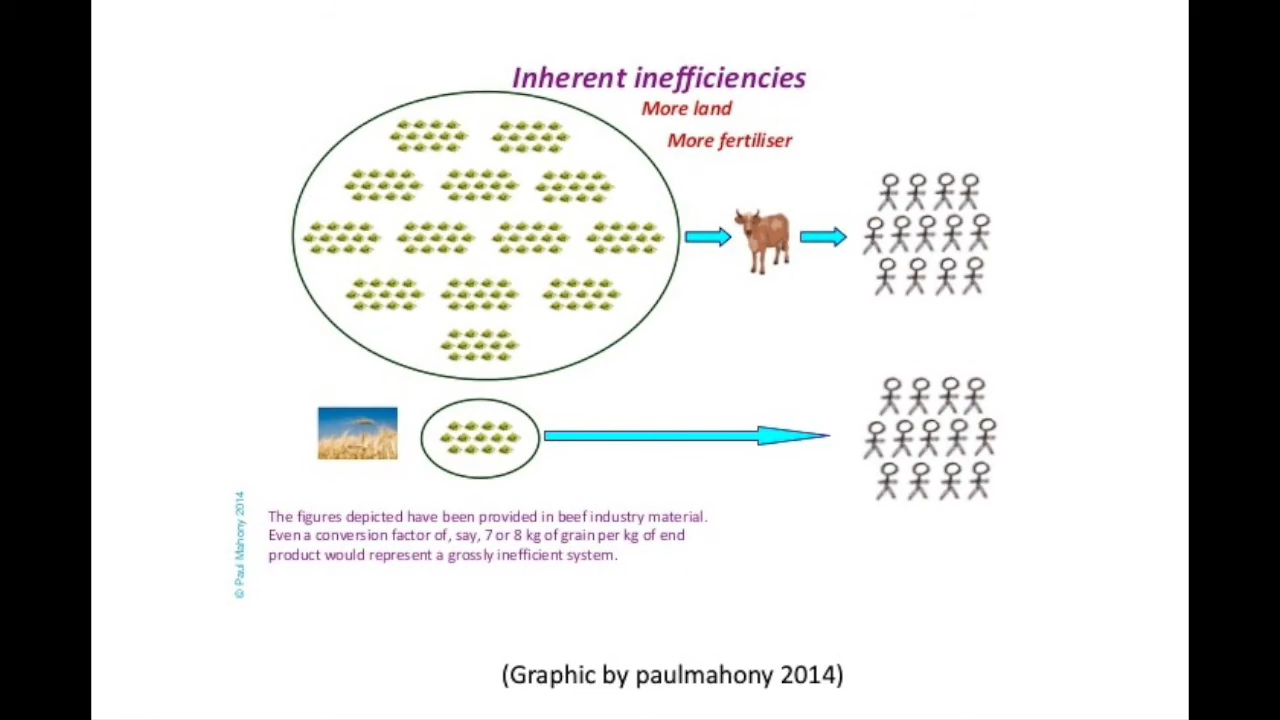 Inherent inefficiencies
More land
More fertiliser
The figures depicted have been provided in beef industry material.
Even a conversion factor of, say, 7 or 8 kg of grain per kg of end
product would represent a grossly inefficient system.
© Paul Mahony 2014
(Graphic by paulmahony 2014)